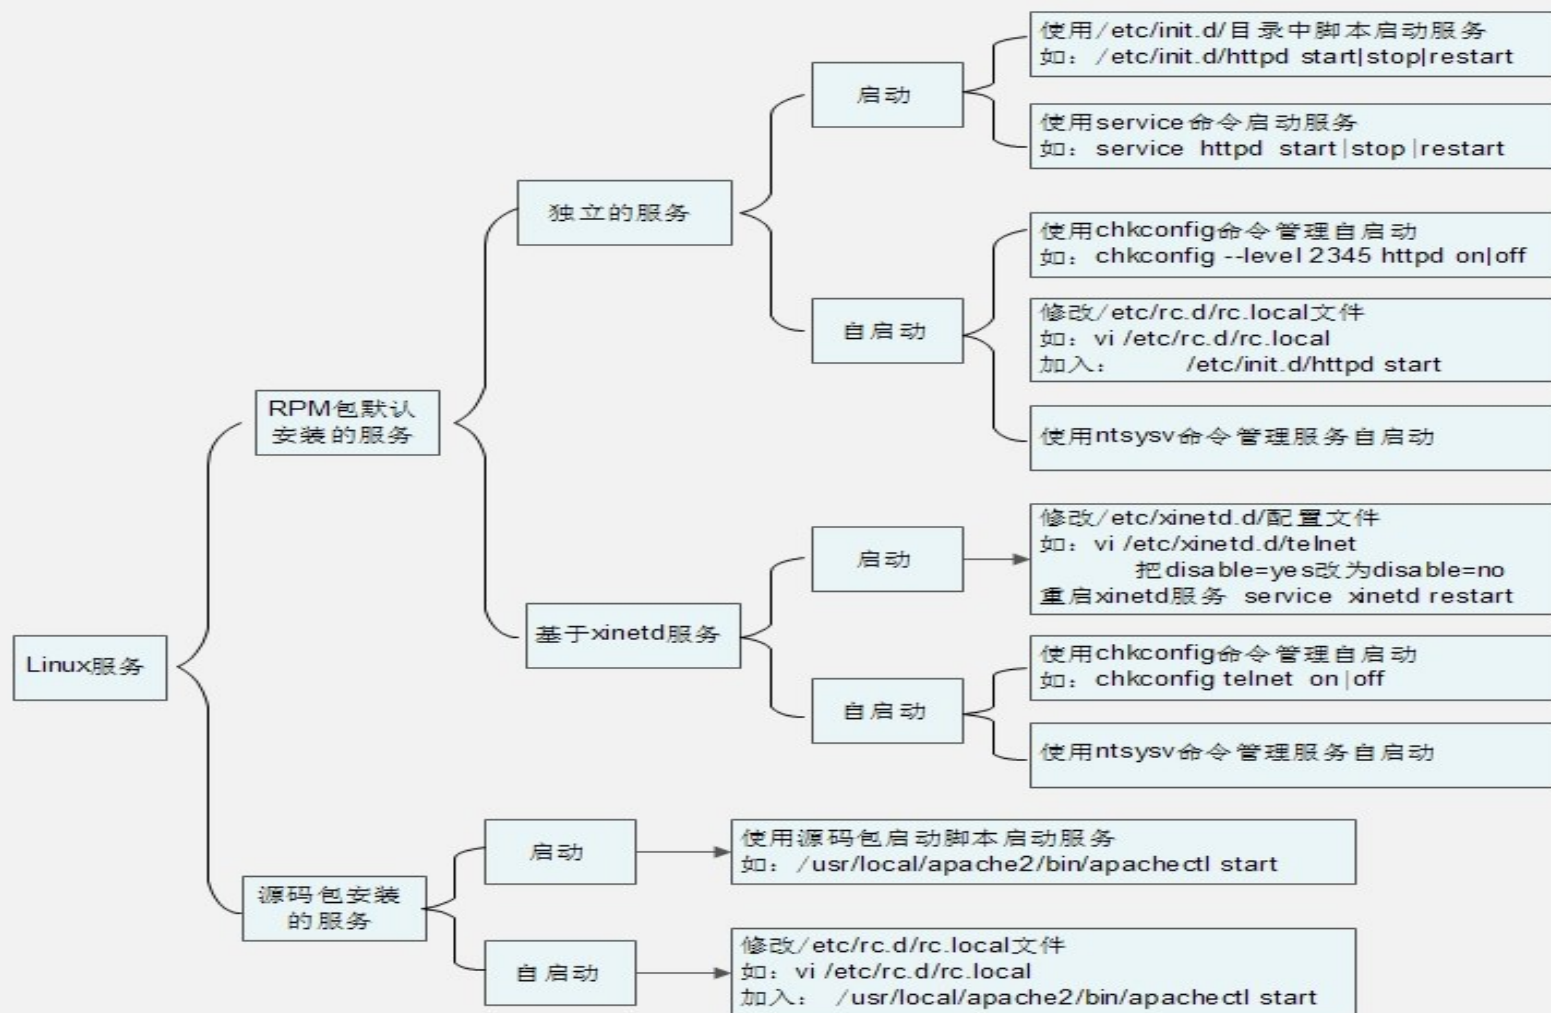 Linux服务
RPM包默认
安装的服务
独立的服务
启动
使用/etc/init.d/目录中脚本启动服务
如：/etc/init.d/httpd start|stop|restart
使用service命令启动服务
如：service httpd start|stop|restart
自启动
使用chkconfig命令管理自启动
如：chkconfig --level 2345 httpd on|off
修改/etc/rc.d/rc.local文件
如：vi /etc/rc.d/rc.local
加入： /etc/init.d/httpd start
使用ntsysv命令管理服务自启动
基于xinetd服务
启动
修改/etc/xinetd.d/配置文件
如：vi /etc/xinetd.d/telnet
把disable=yes改为disable=no
重启xinetd服务 service xinetd restart
自启动
使用chkconfig命令管理自启动
如：chkconfig telnet on|off
使用ntsysv命令管理服务自启动
源码包安装
的服务
启动
使用源码包启动脚本启动服务
如：/usr/local/apache2/bin/apachectl start
自启动
修改/etc/rc.d/rc.local文件
如：vi /etc/rc.d/rc.local
加入： /usr/local/apache2/bin/apachectl start